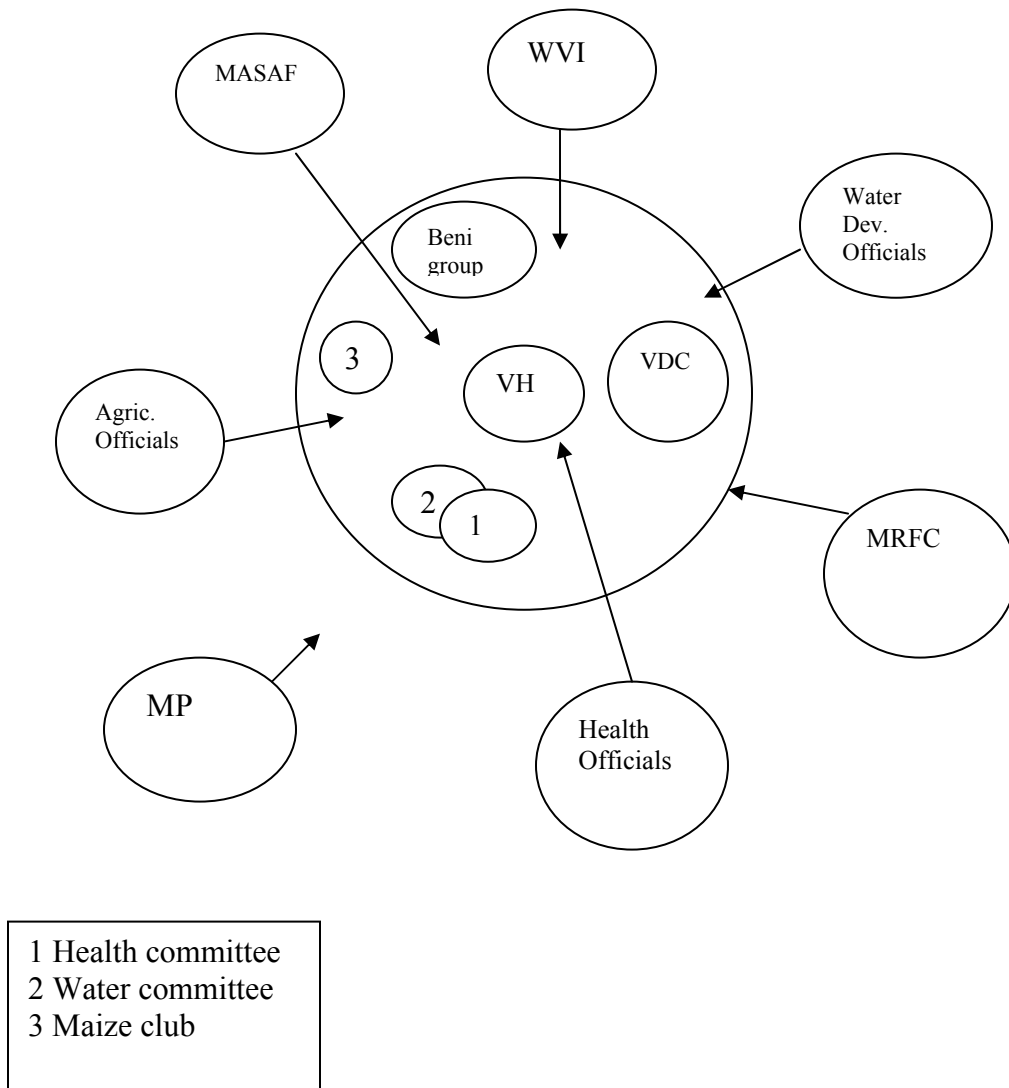 WVI
MASAF
Water
Dev.
Officials
Beni
group
3
VH
VDC
Agric.
Officials
2
1
MRFC
MP
Health
Officials
1 Health committee
2 Water committee
3 Maize club